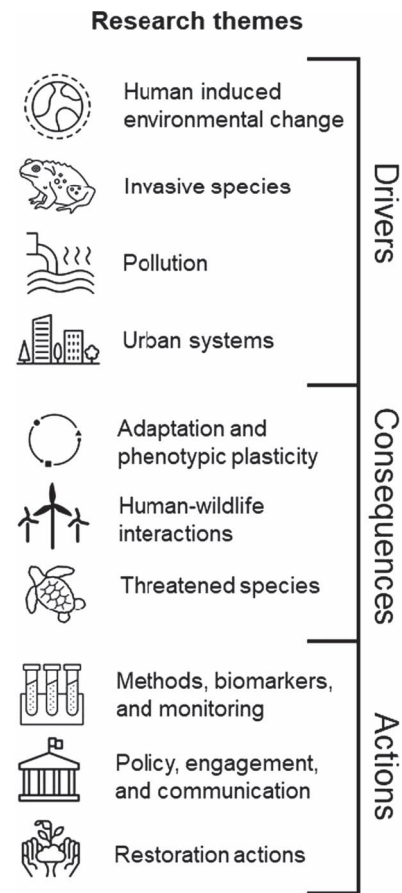 Research themes
Human induced
environmental change
Invasive species
Pollution
Urban systems
Drivers
Adaptation and
phenotypic plasticity
Human-wildlife
interactions
Threatened species
Consequences
Methods, biomarkers,
and monitoring
Policy, engagement,
and communication
Restoration actions
Actions